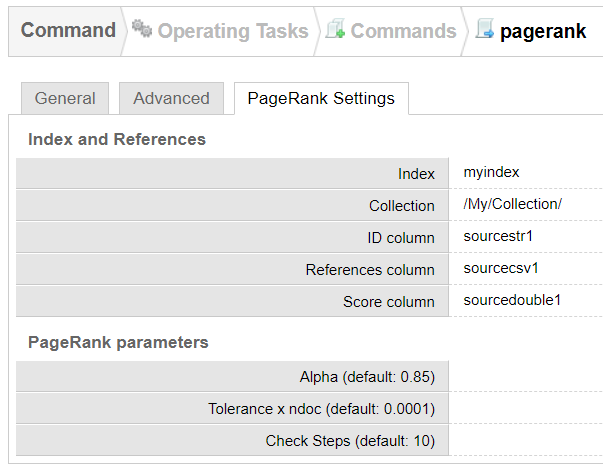 Command Operating Tasks Commands pagerank
General Advanced PageRank Settings
Index and References
Index myindex
Collection /My/Collection/
ID column sourcestr1
References column sourcecsv1
Score column sourcedouble1
PageRank parameters
Alpha (default: 0.85)
Tolerance x ndoc (default: 0.0001)
Check Steps (default: 10)